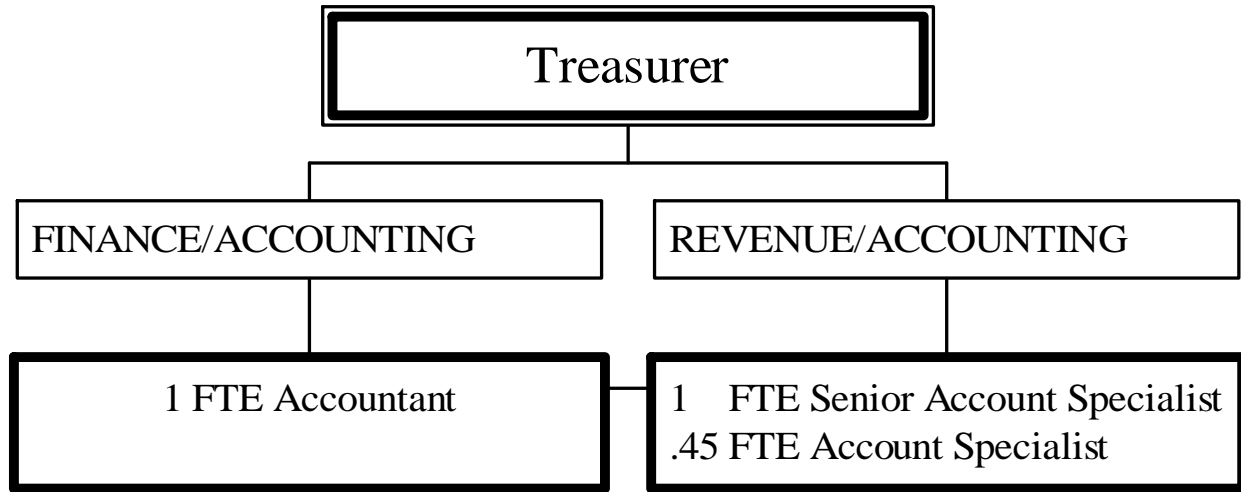 Treasurer
FINANCE/ACCOUNTING
REVENUE/ACCOUNTING
1 FTE Accountant
1 FTE Senior Account Specialist
.45 FTE Account Specialist